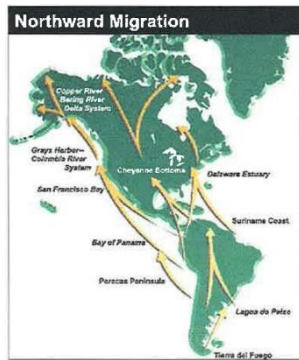 Northward Migration
Copper River
Bering River
Delta System
Grays Harbor–
Columbia River
System
Cheyenne Bottoms
Delaware Estuary
San Francisco Bay
Suriname Coast
Bay of Panama
Paracas Peninsula
Lagoa do Peixe
Tierra del Fuego